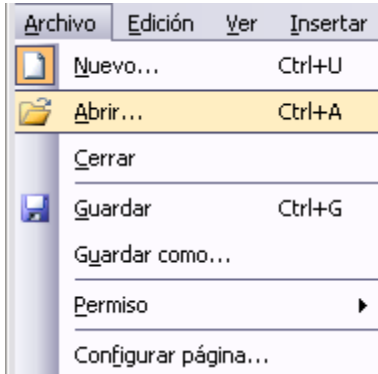 Archivo Edición Ver Insertar
Nuevo... Ctrl+U
Abrir... Ctrl+A
Cerrar
Guardar Ctrl+G
Guardar como...
Permiso
Configurar página...